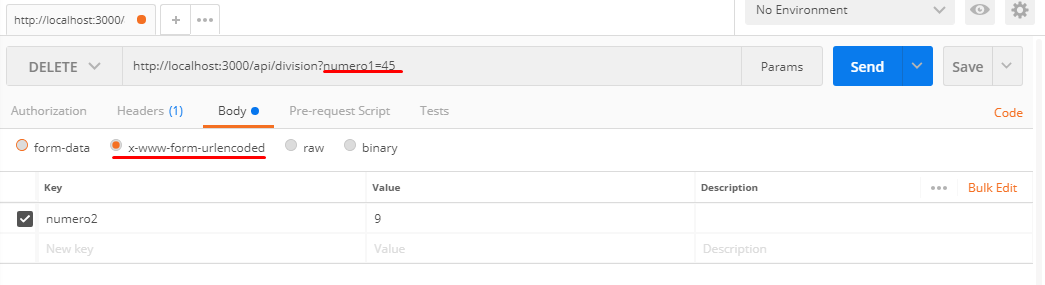 http://localhost:3000/ + ••• No Environment
DELETE http://localhost:3000/api/division?numero1=45 Params Send Save
Authorization Headers (1) Body Pre-request Script Tests Code
form-data x-www-form-urlencoded raw binary
Key Value Description ••• Bulk Edit
numero2 9
New key Value Description